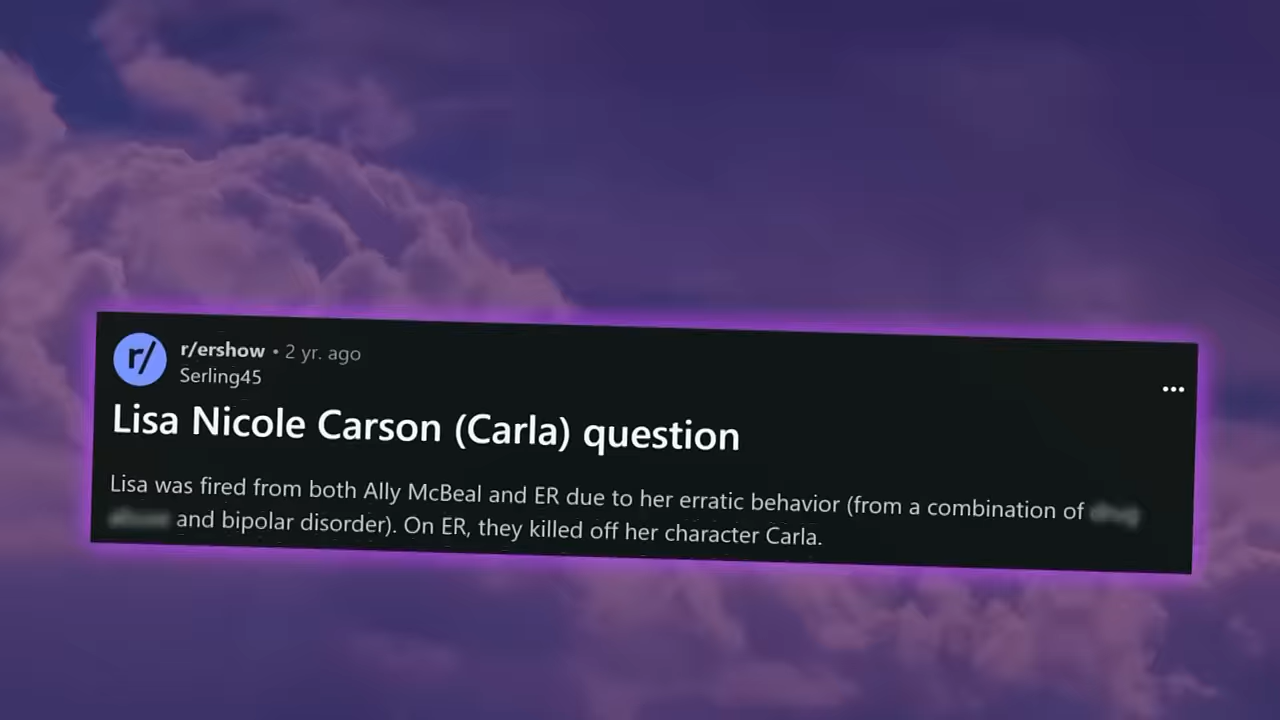 r/ershow • 2 yr. ago
Serling45
Lisa Nicole Carson (Carla) question
Lisa was fired from both Ally McBeal and ER due to her erratic behavior (from a combination of
and bipolar disorder). On ER, they killed off her character Carla.